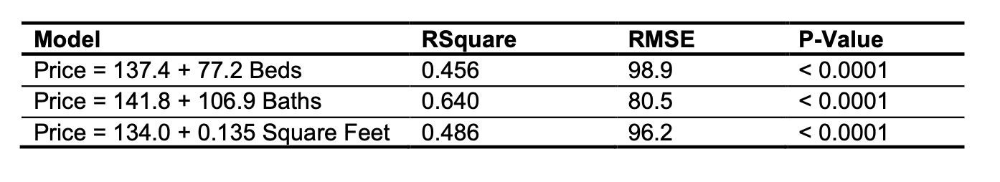 Model RSquare RMSE P-Value
Price = 137.4 + 77.2 Beds 0.456 98.9 < 0.0001
Price = 141.8 + 106.9 Baths 0.640 80.5 < 0.0001
Price = 134.0 + 0.135 Square Feet 0.486 96.2 < 0.0001